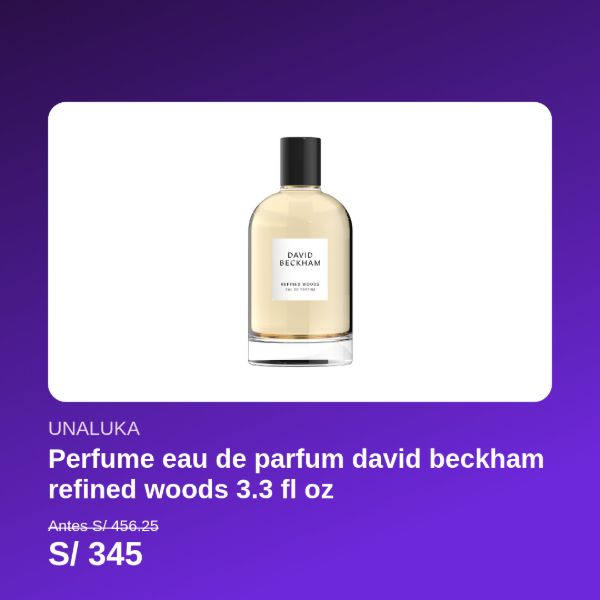 DAVID
BECKHAM
REFINED WOODS
EAU DE PARFUM
UNALUKA
Perfume eau de parfum david beckham
refined woods 3.3 fl oz
Antes S/ 456.25
S/ 345